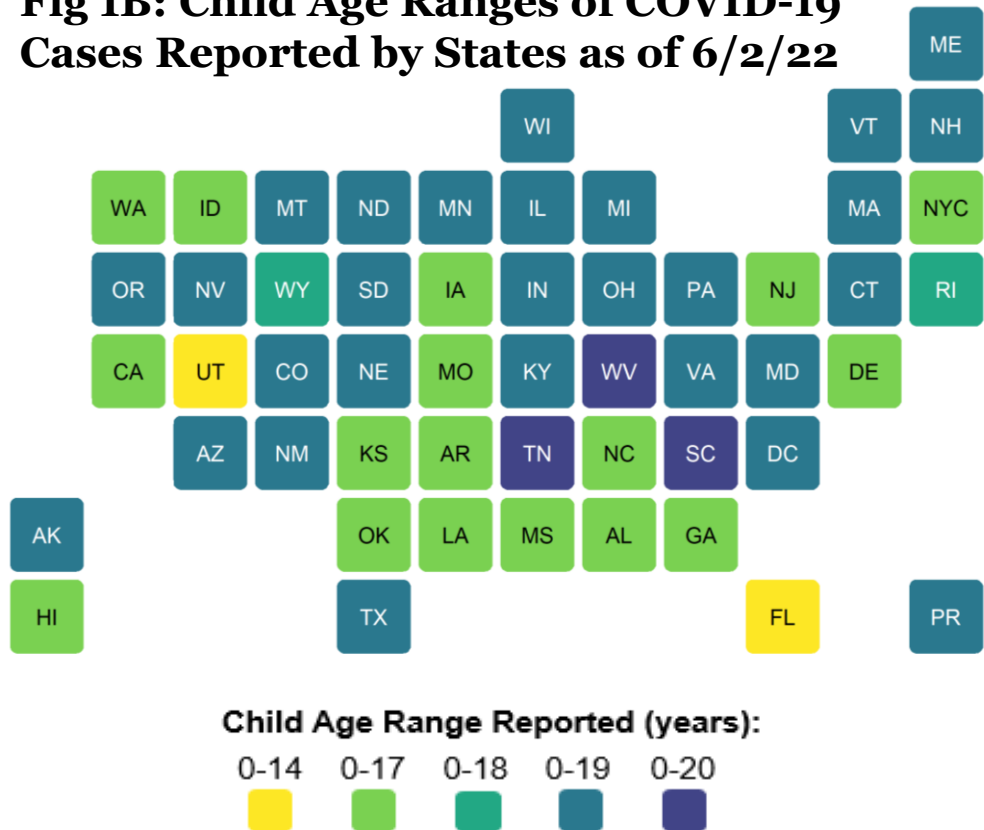 Fig 1B: Child Age Ranges of COVID-19
Cases Reported by States as of 6/2/22
ME
WI VT NH
WA ID MT ND MN IL MI MA NYC
OR NV WY SD IA IN OH PA NJ CT RI
CA UT CO NE MO KY WV VA MD DE
AZ NM KS AR TN NC SC DC
AK OK LA MS AL GA
HI TX FL PR
Child Age Range Reported (years):
0-14 0-17 0-18 0-19 0-20